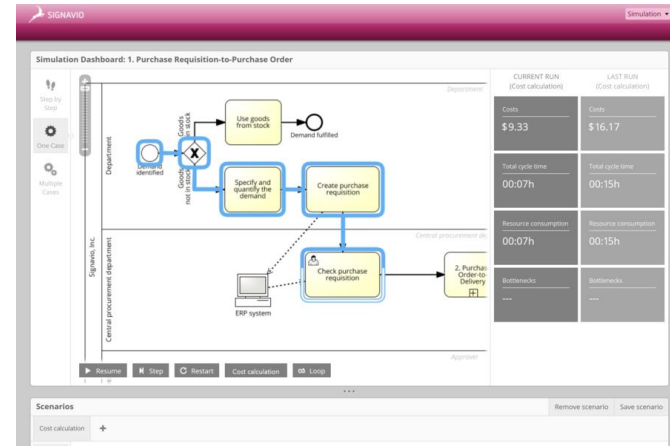 SIGNAVIO
Simulation
Simulation Dashboard: 1. Purchase Requisition-to-Purchase Order
Step by
Step
One Case
Multiple
Cases
Signavio, Inc.
Department
Central procurement department
Department
Demand
identified
Goods
in stock
Goods
not in stock
Use goods
from stock
Demand fulfilled
Specify and
quantify the
demand
Create purchase
requisition
Central procurement de
Check purchase
requisition
2. Purchas
Order-to
Delivery
ERP system
Approver
Resume
Step
Restart
Cost calculation
Loop
CURRENT RUN
(Cost calculation)
Costs
$9.33
Total cycle time
00:07h
Resource consumption
00:07h
Bottlenecks
---
LAST RUN
(Cost calculation)
Costs
$16.17
Total cycle time
00:15h
Resource consumption
00:15h
Bottlenecks
---
Scenarios
Remove scenario
Save scenario
Cost calculation
+